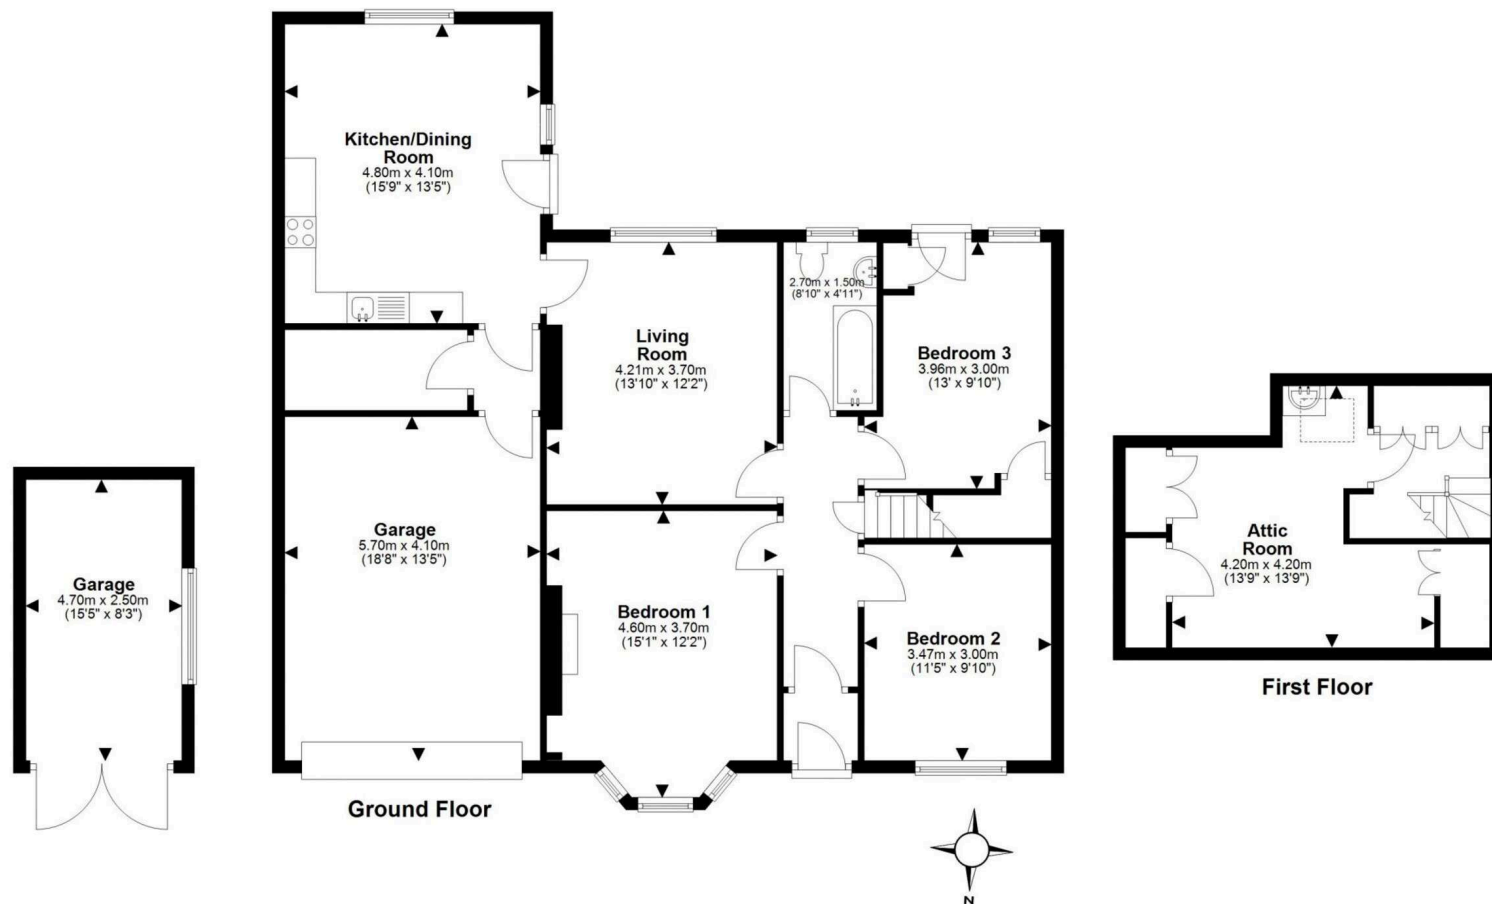 Kitchen/Dining
Room
4.80m x 4.10m
(15'9" x 13'5")
2.70m x 1.50m
(8'10" x 4'11")
Living
Room
4.21m x 3.70m
(13'10" x 12'2")
Bedroom 3
3.96m x 3.00m
(13' x 9'10")
Garage
5.70m x 4.10m
(18'8" x 13'5")
Garage
4.70m x 2.50m
(15'5" x 8'3")
Bedroom 1
4.60m x 3.70m
(15'1" x 12'2")
Bedroom 2
3.47m x 3.00m
(11'5" x 9'10")
Attic
Room
4.20m x 4.20m
(13'9" x 13'9")
First Floor
Ground Floor
N